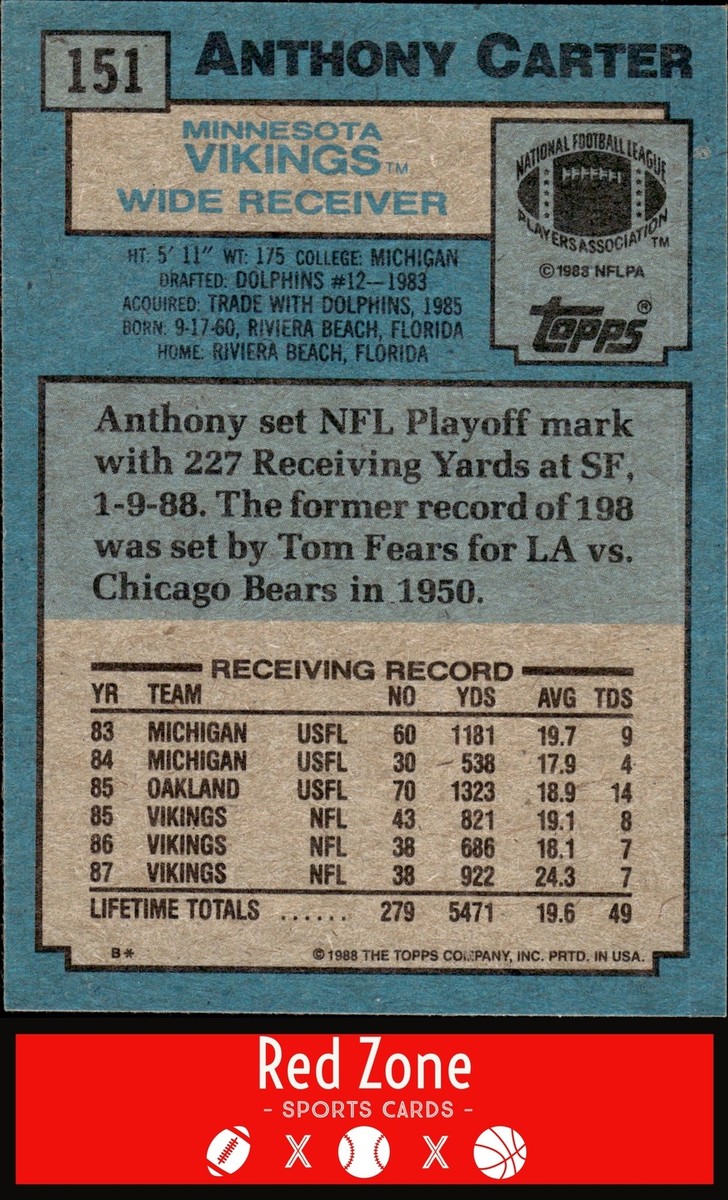 151
ANTHONY CARTER
MINNESOTA
VIKINGS™
WIDE RECEIVER
NATIONAL FOOTBALL LEAGUE
PLAYERS ASSOCIATION™
©1988 NFLPA
topps®
HT: 5' 11" WT: 175 COLLEGE: MICHIGAN
DRAFTED: DOLPHINS #12—1983
ACQUIRED: TRADE WITH DOLPHINS, 1985
BORN: 9-17-60, RIVIERA BEACH, FLORIDA
HOME: RIVIERA BEACH, FLORIDA
Anthony set NFL Playoff mark
with 227 Receiving Yards at SF,
1-9-88. The former record of 198
was set by Tom Fears for LA vs.
Chicago Bears in 1950.
RECEIVING RECORD
YR TEAM NO YDS AVG TDS
83 MICHIGAN USFL 60 1181 19.7 9
84 MICHIGAN USFL 30 538 17.9 4
85 OAKLAND USFL 70 1323 18.9 14
85 VIKINGS NFL 43 821 19.1 8
86 VIKINGS NFL 38 686 18.1 7
87 VIKINGS NFL 38 922 24.3 7
LIFETIME TOTALS ...... 279 5471 19.6 49
B* ©1988 THE TOPPS COMPANY, INC. PRTD. IN USA.
Red Zone
- SPORTS CARDS -
X X